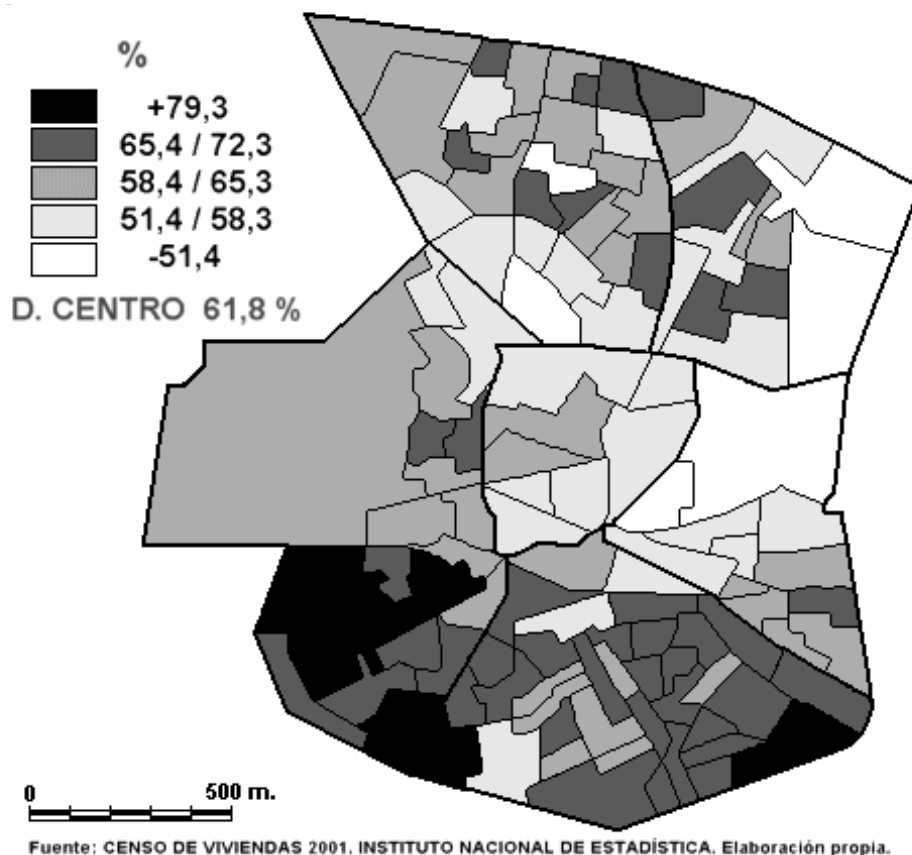 %
+79,3
65,4 / 72,3
58,4 / 65,3
51,4 / 58,3
-51,4
D. CENTRO 61,8 %
0 500 m.
Fuente: CENSO DE VIVIENDAS 2001. INSTITUTO NACIONAL DE ESTADÍSTICA. Elaboración propia.